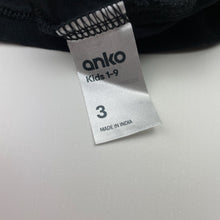 anko
Kids 1-9
3
MADE IN INDIA